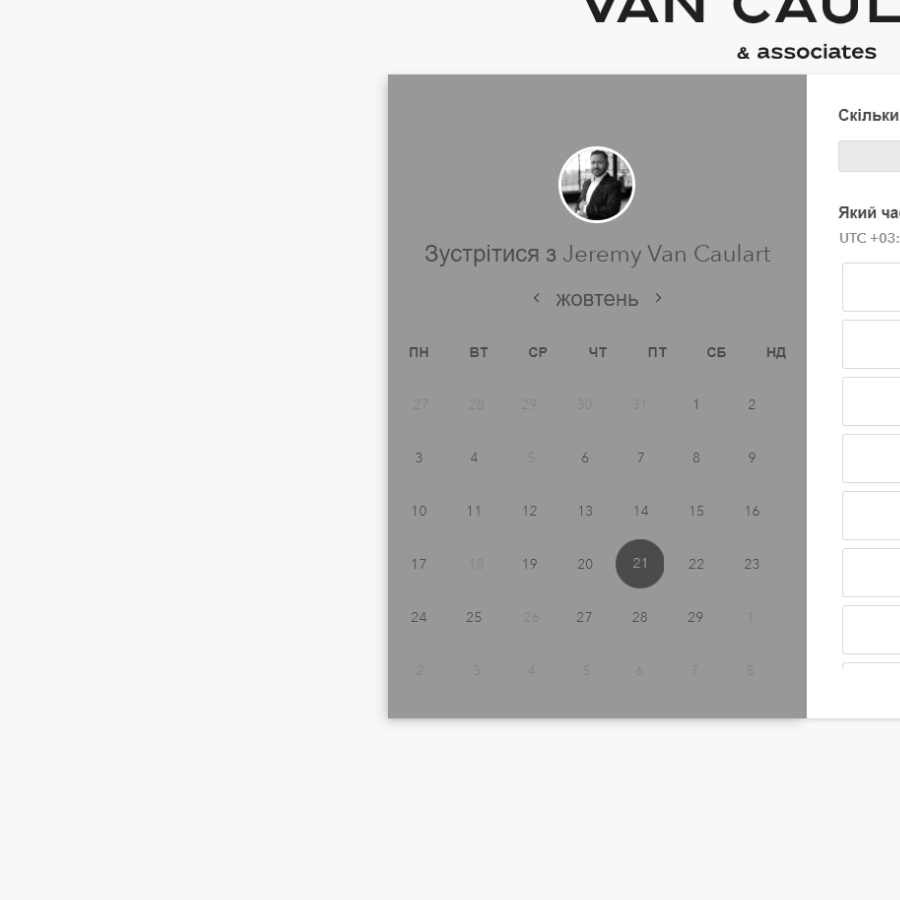 VAN CAUL
& associates
Скільки
Зустрітися з Jeremy Van Caulart
Який ча
UTC +03:
‹ жовтень ›
ПН ВТ СР ЧТ ПТ СБ НД
27 28 29 30 31 1 2
3 4 5 6 7 8 9
10 11 12 13 14 15 16
17 18 19 20 21 22 23
24 25 26 27 28 29 1
2 3 4 5 6 7 8